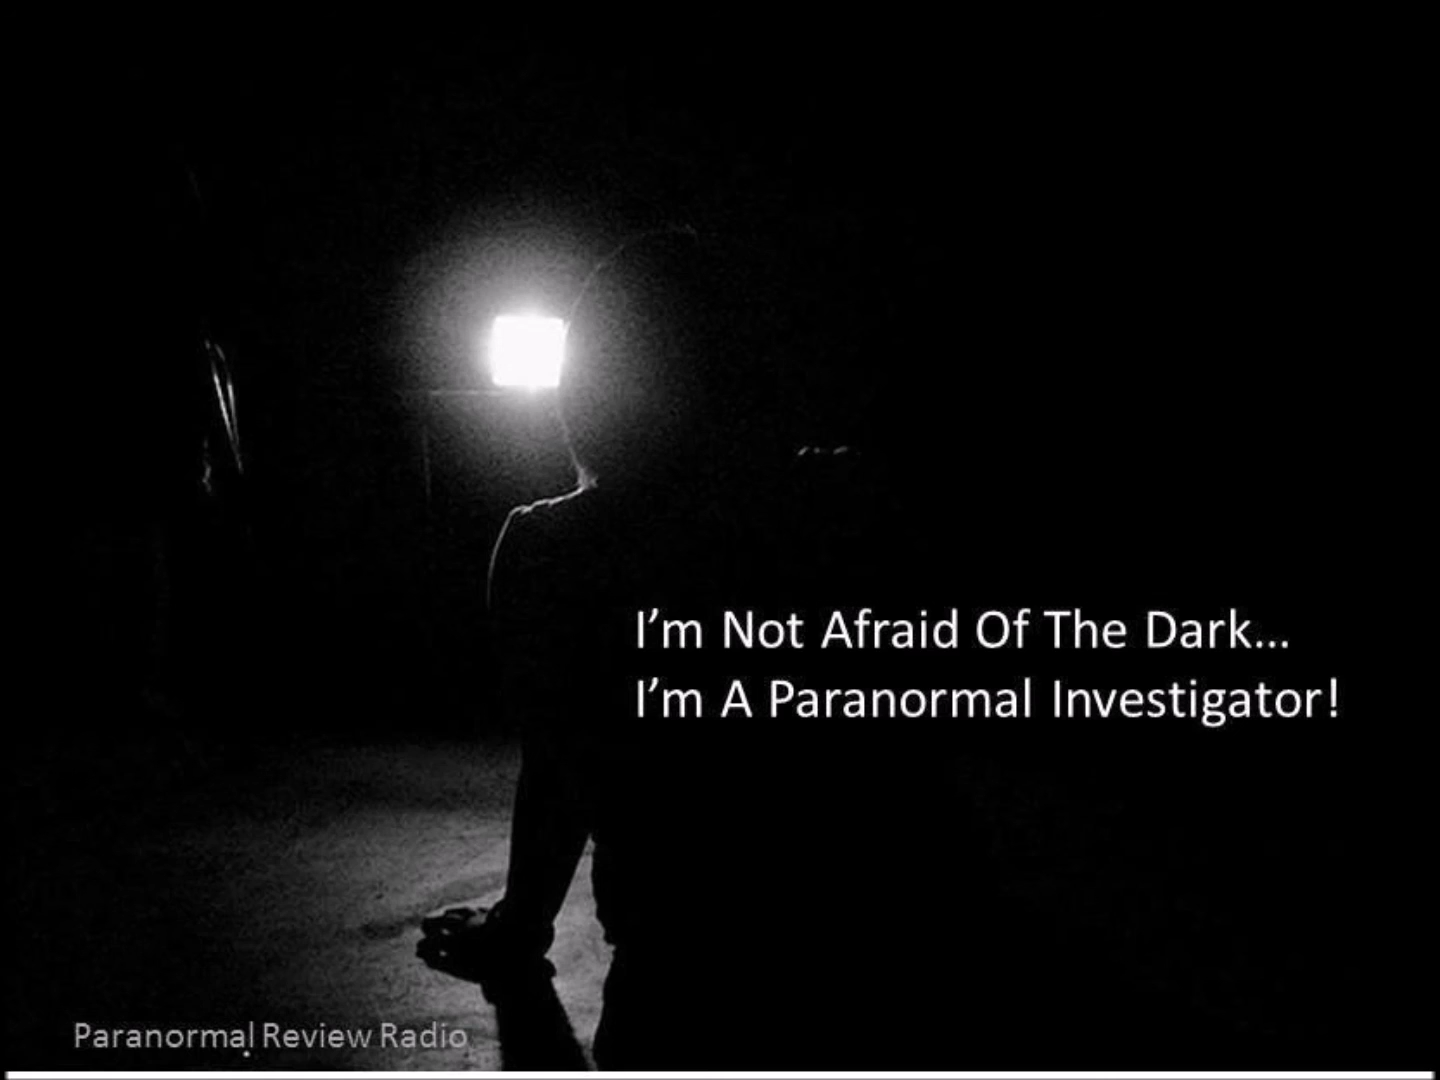 I’m Not Afraid Of The Dark...
I’m A Paranormal Investigator!
Paranormal Review Radio